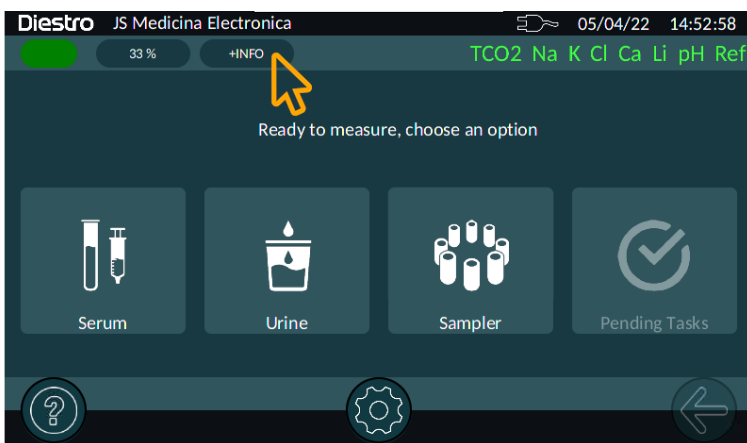 Diestro JS Medicina Electronica 05/04/22 14:52:58
33 % +INFO TCO2 Na K Cl Ca Li pH Ref
Ready to measure, choose an option
Serum Urine Sampler Pending Tasks
?